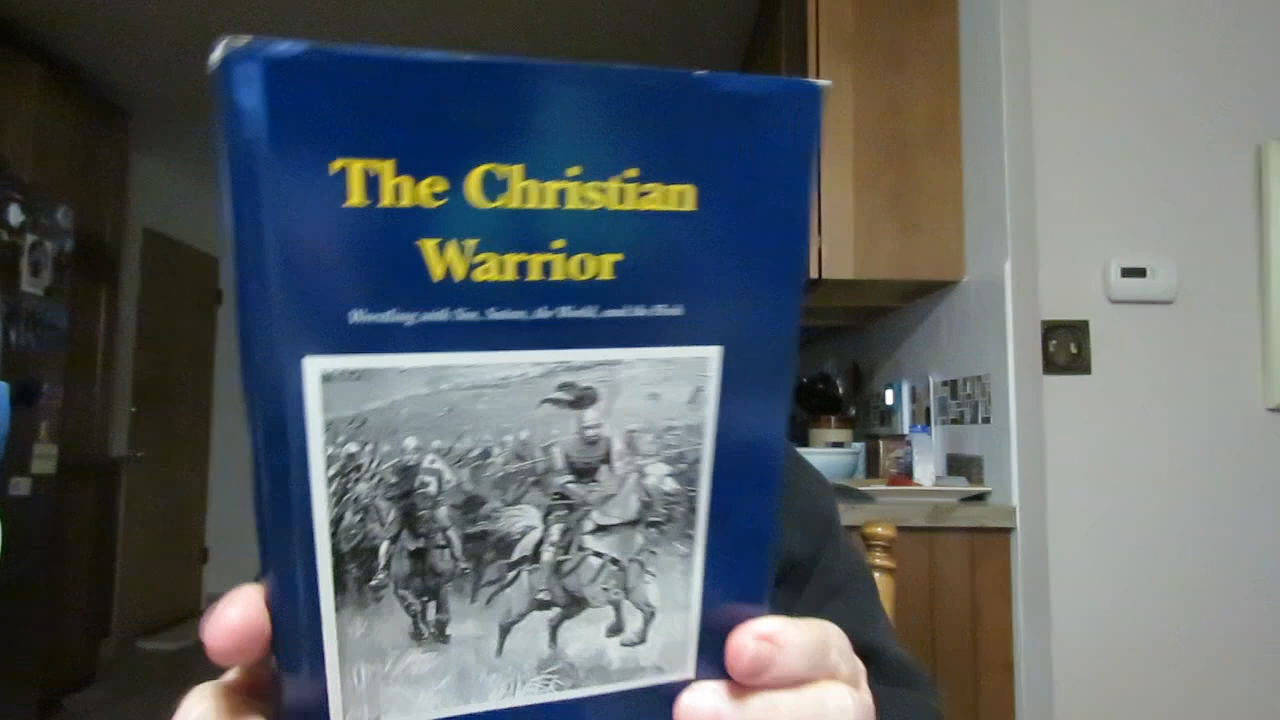 The Christian
Warrior
Wrestling with Sin, Satan, the World, and the Flesh